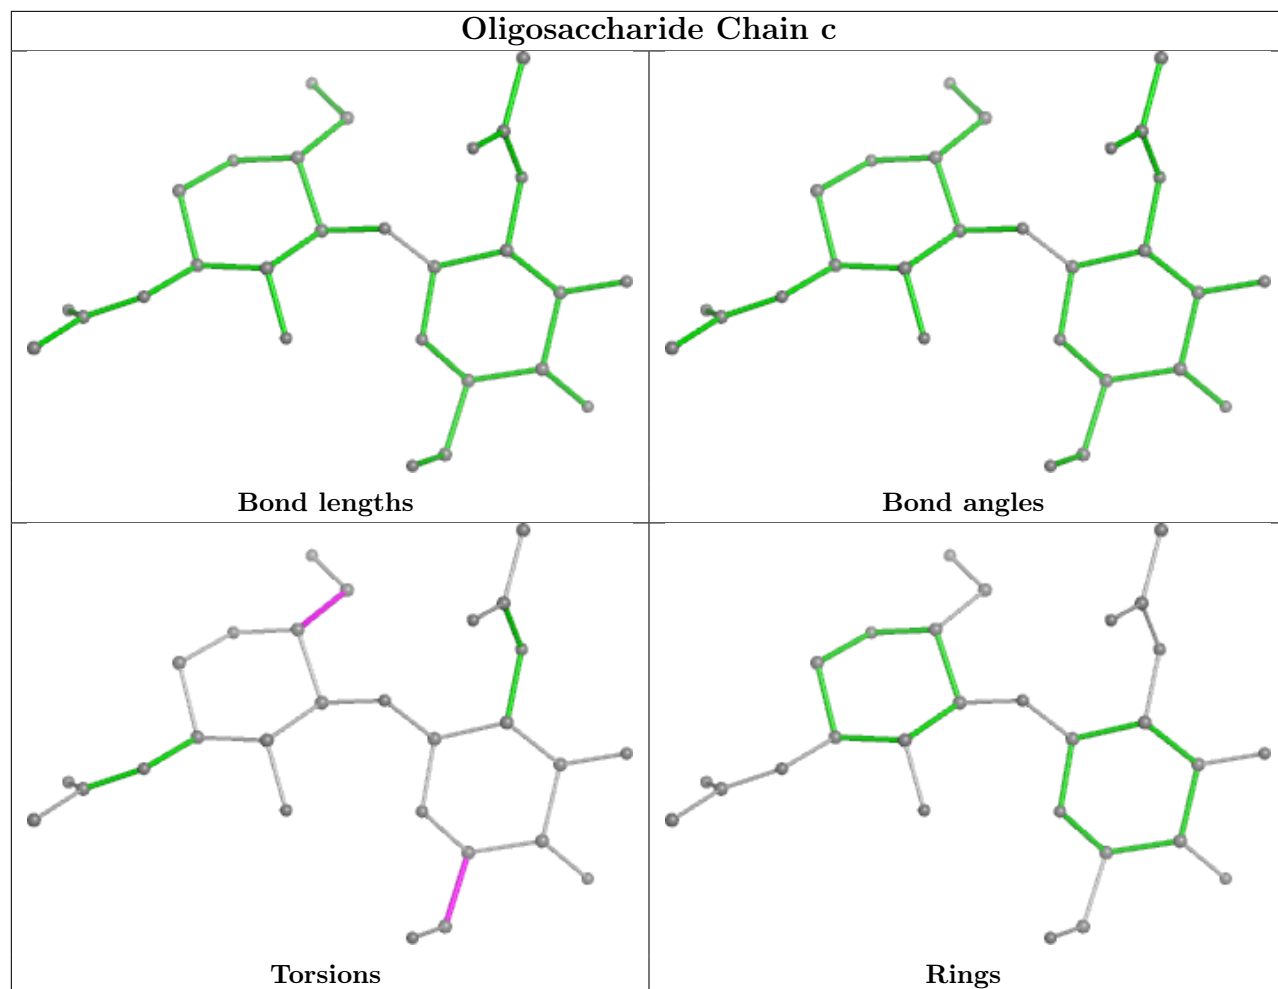 Oligosaccharide Chain c
Bond lengths
Bond angles
Torsions
Rings